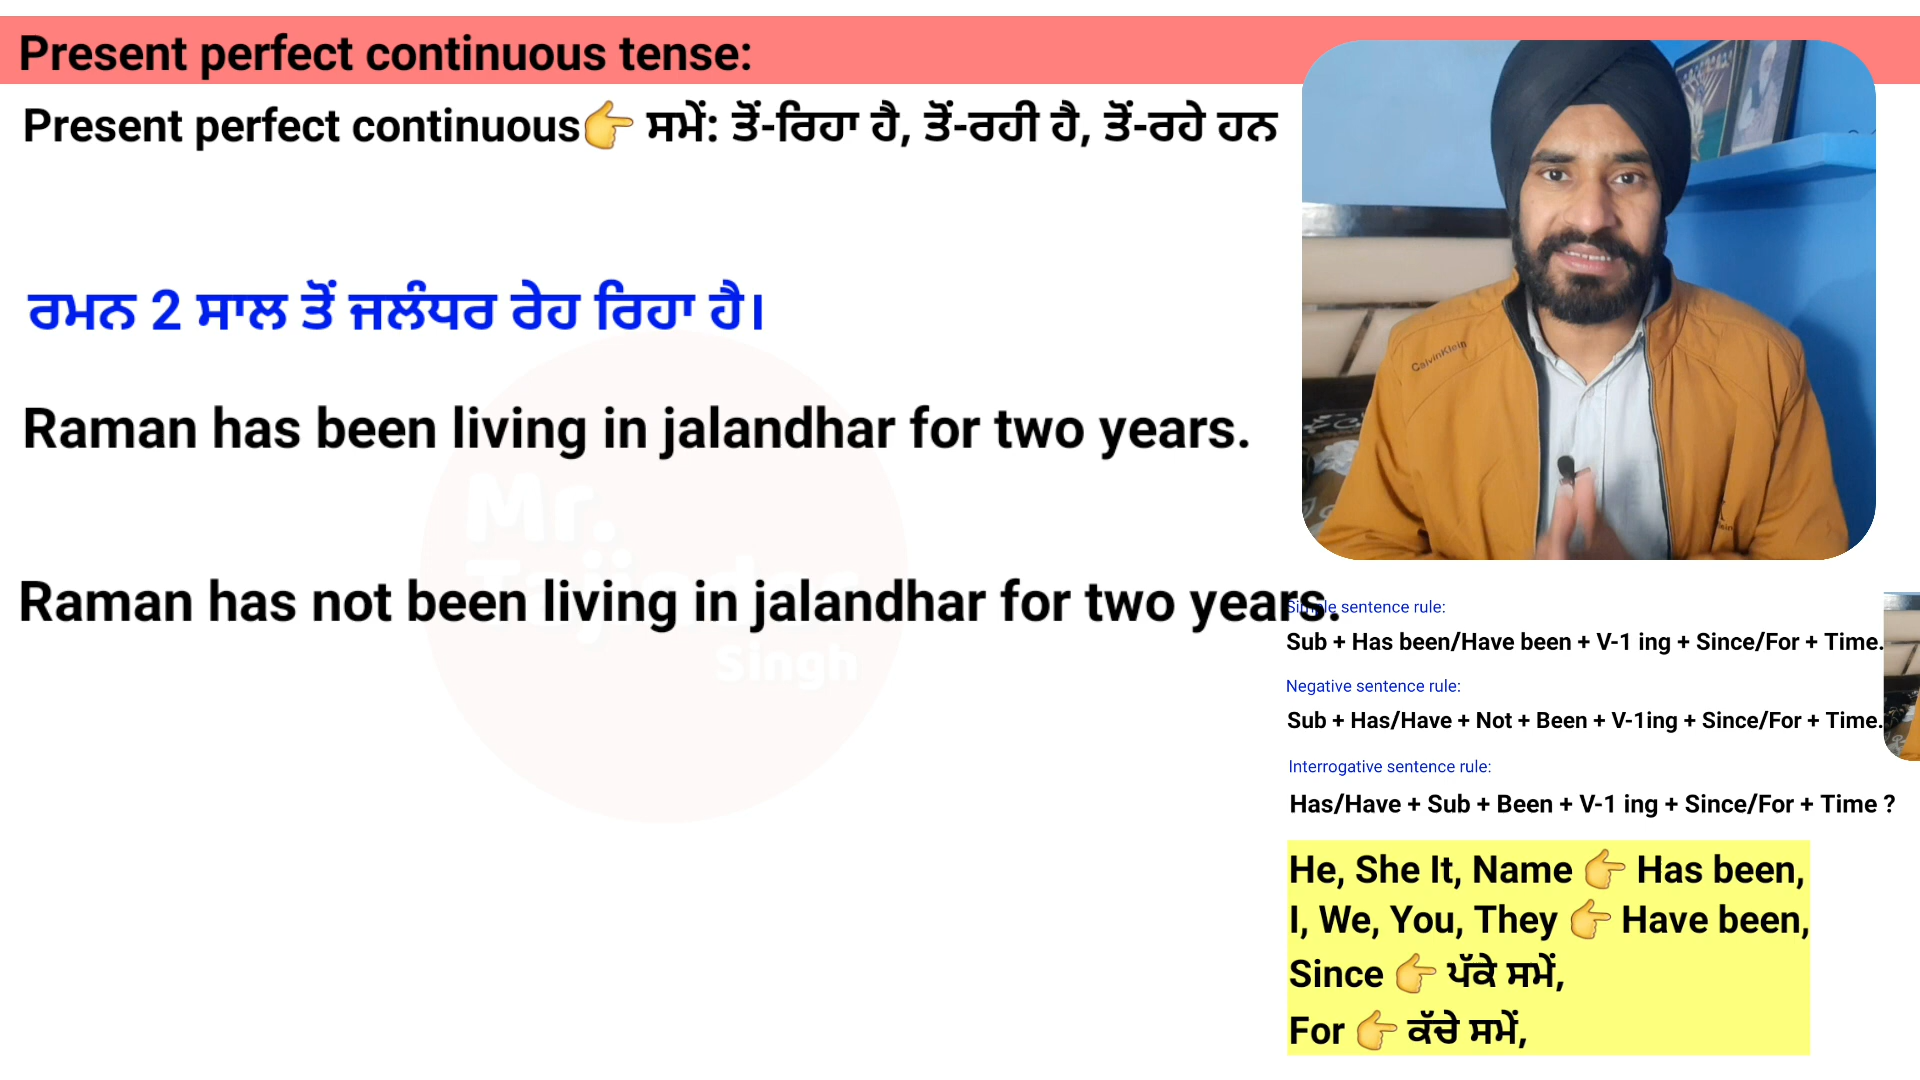 Present perfect continuous tense:
Present perfect continuous👉 ਸਮੇਂ: ਤੋਂ-ਰਿਹਾ ਹੈ, ਤੋਂ-ਰਹੀ ਹੈ, ਤੋਂ-ਰਹੇ ਹਨ
ਰਮਨ 2 ਸਾਲ ਤੋਂ ਜਲੰਧਰ ਰੇਹ ਰਿਹਾ ਹੈ।
Raman has been living in jalandhar for two years.
Raman has not been living in jalandhar for two years.
Mr.
Singh
CalvinKlein
Simple sentence rule:
Sub + Has been/Have been + V-1 ing + Since/For + Time.
Negative sentence rule:
Sub + Has/Have + Not + Been + V-1ing + Since/For + Time.
Interrogative sentence rule:
Has/Have + Sub + Been + V-1 ing + Since/For + Time ?
He, She It, Name 👉 Has been,
I, We, You, They 👉 Have been,
Since 👉 ਪੱਕੇ ਸਮੇਂ,
For 👉 ਕੱਚੇ ਸਮੇਂ,